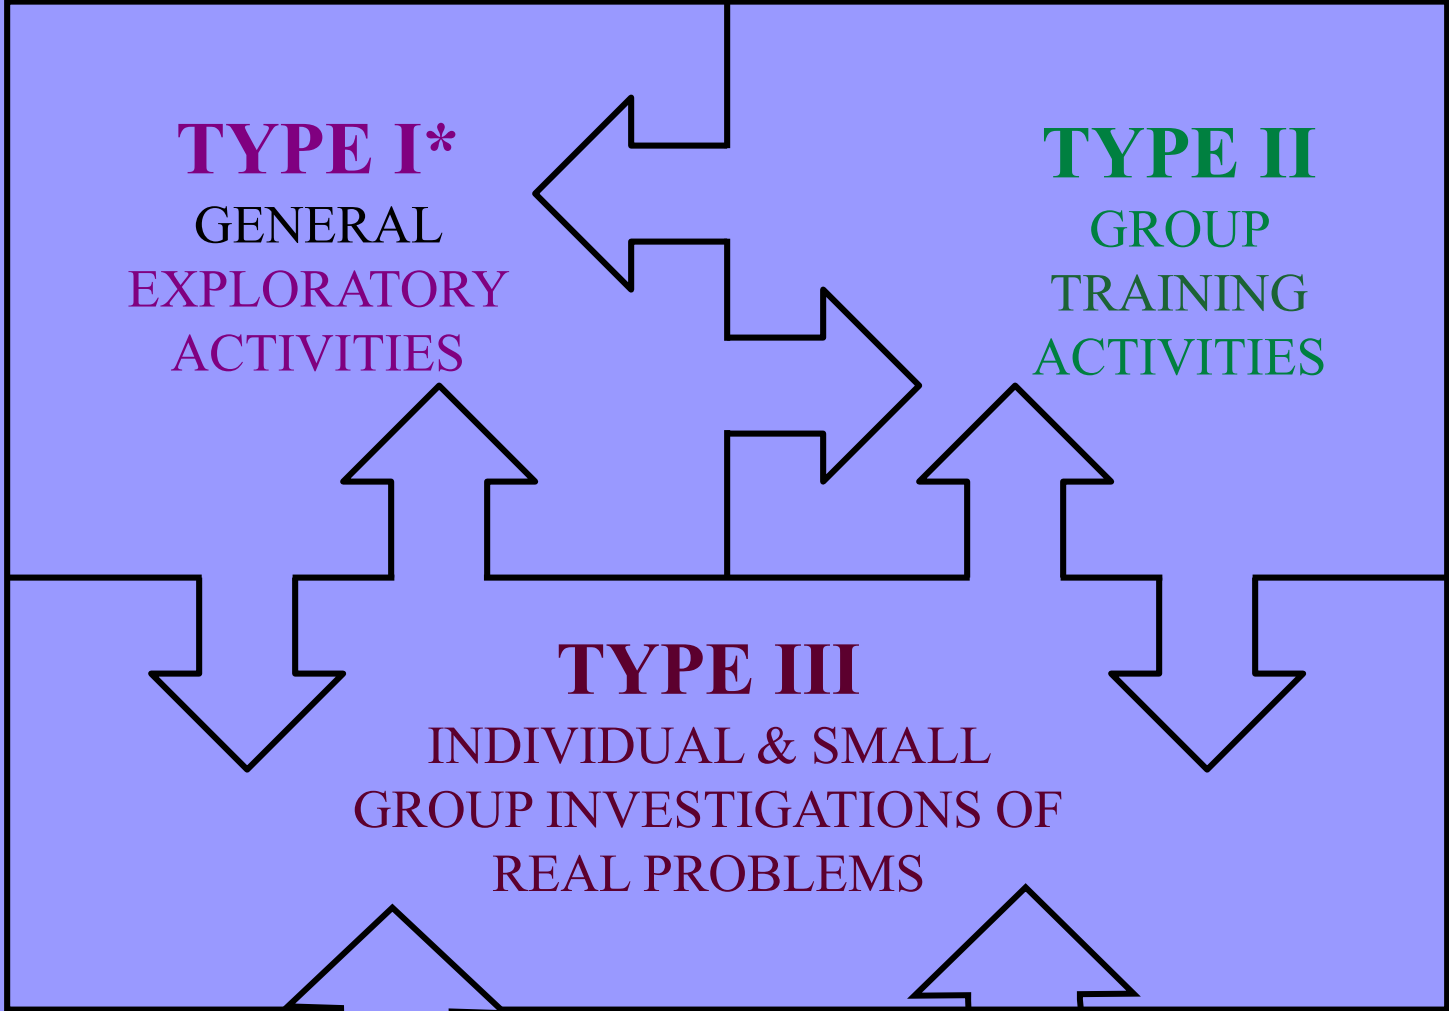 TYPE I*
GENERAL
EXPLORATORY
ACTIVITIES
TYPE II
GROUP
TRAINING
ACTIVITIES
TYPE III
INDIVIDUAL & SMALL
GROUP INVESTIGATIONS OF
REAL PROBLEMS